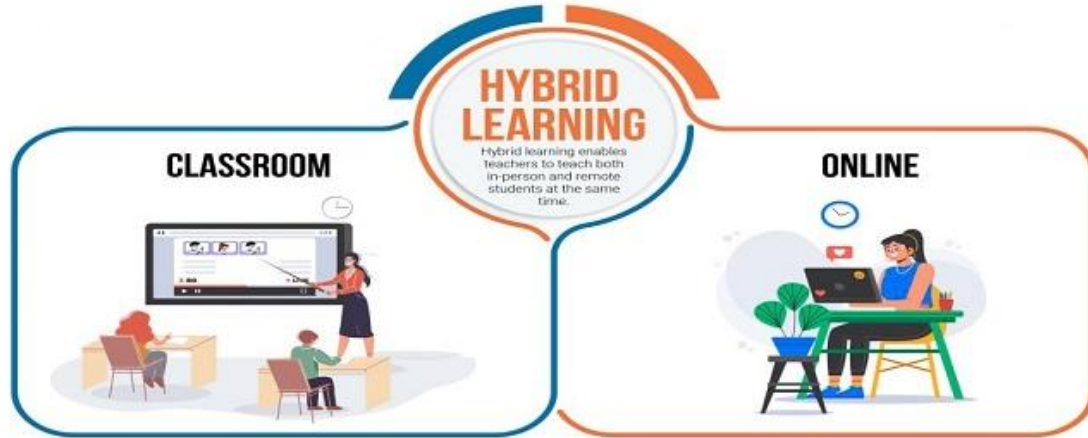 HYBRID
LEARNING
Hybrid learning enables
teachers to teach both
in-person and remote
students at the same
time.
CLASSROOM
ONLINE